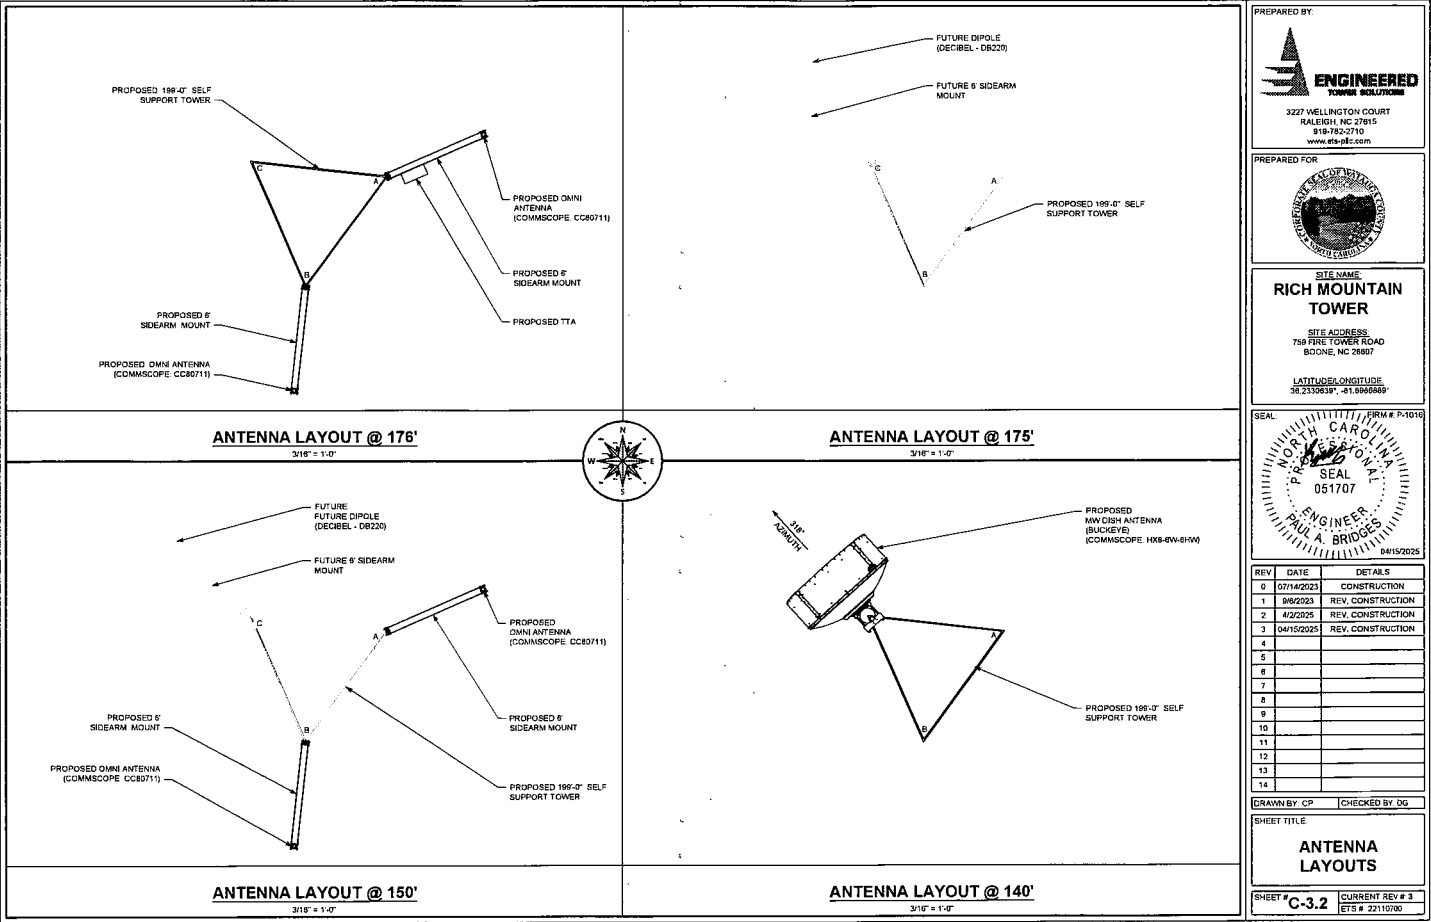 PROPOSED 199'-0" SELF
SUPPORT TOWER
C
A
B
PROPOSED OMNI
ANTENNA
(COMMSCOPE: CC80711)
PROPOSED 6'
SIDEARM MOUNT
PROPOSED TTA
PROPOSED 6'
SIDEARM MOUNT
PROPOSED OMNI ANTENNA
(COMMSCOPE: CC80711)
ANTENNA LAYOUT @ 176'
3/16" = 1'-0"
FUTURE DIPOLE
(DECIBEL - DB220)
FUTURE 6' SIDEARM
MOUNT
C
A
B
PROPOSED 199'-0" SELF
SUPPORT TOWER
ANTENNA LAYOUT @ 175'
3/16" = 1'-0"
N
W
E
S
FUTURE
FUTURE DIPOLE
(DECIBEL - DB220)
FUTURE 6' SIDEARM
MOUNT
C
A
B
PROPOSED
OMNI ANTENNA
(COMMSCOPE: CC80711)
PROPOSED 6'
SIDEARM MOUNT
PROPOSED 6'
SIDEARM MOUNT
PROPOSED OMNI ANTENNA
(COMMSCOPE: CC80711)
PROPOSED 199'-0" SELF
SUPPORT TOWER
ANTENNA LAYOUT @ 150'
3/16" = 1'-0"
318°
AZIMUTH
PROPOSED
MW DISH ANTENNA
(BUCKEYE)
(COMMSCOPE: HX6-6W-6HW)
A
B
PROPOSED 199'-0" SELF
SUPPORT TOWER
ANTENNA LAYOUT @ 140'
3/16" = 1'-0"
PREPARED BY:
ENGINEERED
TOWER SOLUTIONS
3227 WELLINGTON COURT
RALEIGH, NC 27615
919-782-2710
www.ets-pllc.com
PREPARED FOR
CORPORATE SEAL OF WATAUGA COUNTY
NORTH CAROLINA
SITE NAME:
RICH MOUNTAIN
TOWER
SITE ADDRESS:
759 FIRE TOWER ROAD
BOONE, NC 28607
LATITUDE/LONGITUDE:
SEAL:
FIRM #: P-1016
NORTH CAROLINA
PROFESSIONAL
SEAL
051707
ENGINEER
PAUL A. BRIDGES
04/15/2025
REV DATE DETAILS
0 07/14/2023 CONSTRUCTION
1 9/8/2023 REV. CONSTRUCTION
2 4/2/2025 REV. CONSTRUCTION
3 04/15/2025 REV. CONSTRUCTION
4
5
6
7
8
9
10
11
12
13
14
DRAWN BY: CP CHECKED BY: DG
SHEET TITLE:
ANTENNA
LAYOUTS
SHEET # C-3.2
CURRENT REV # 3
ETS # 22110700